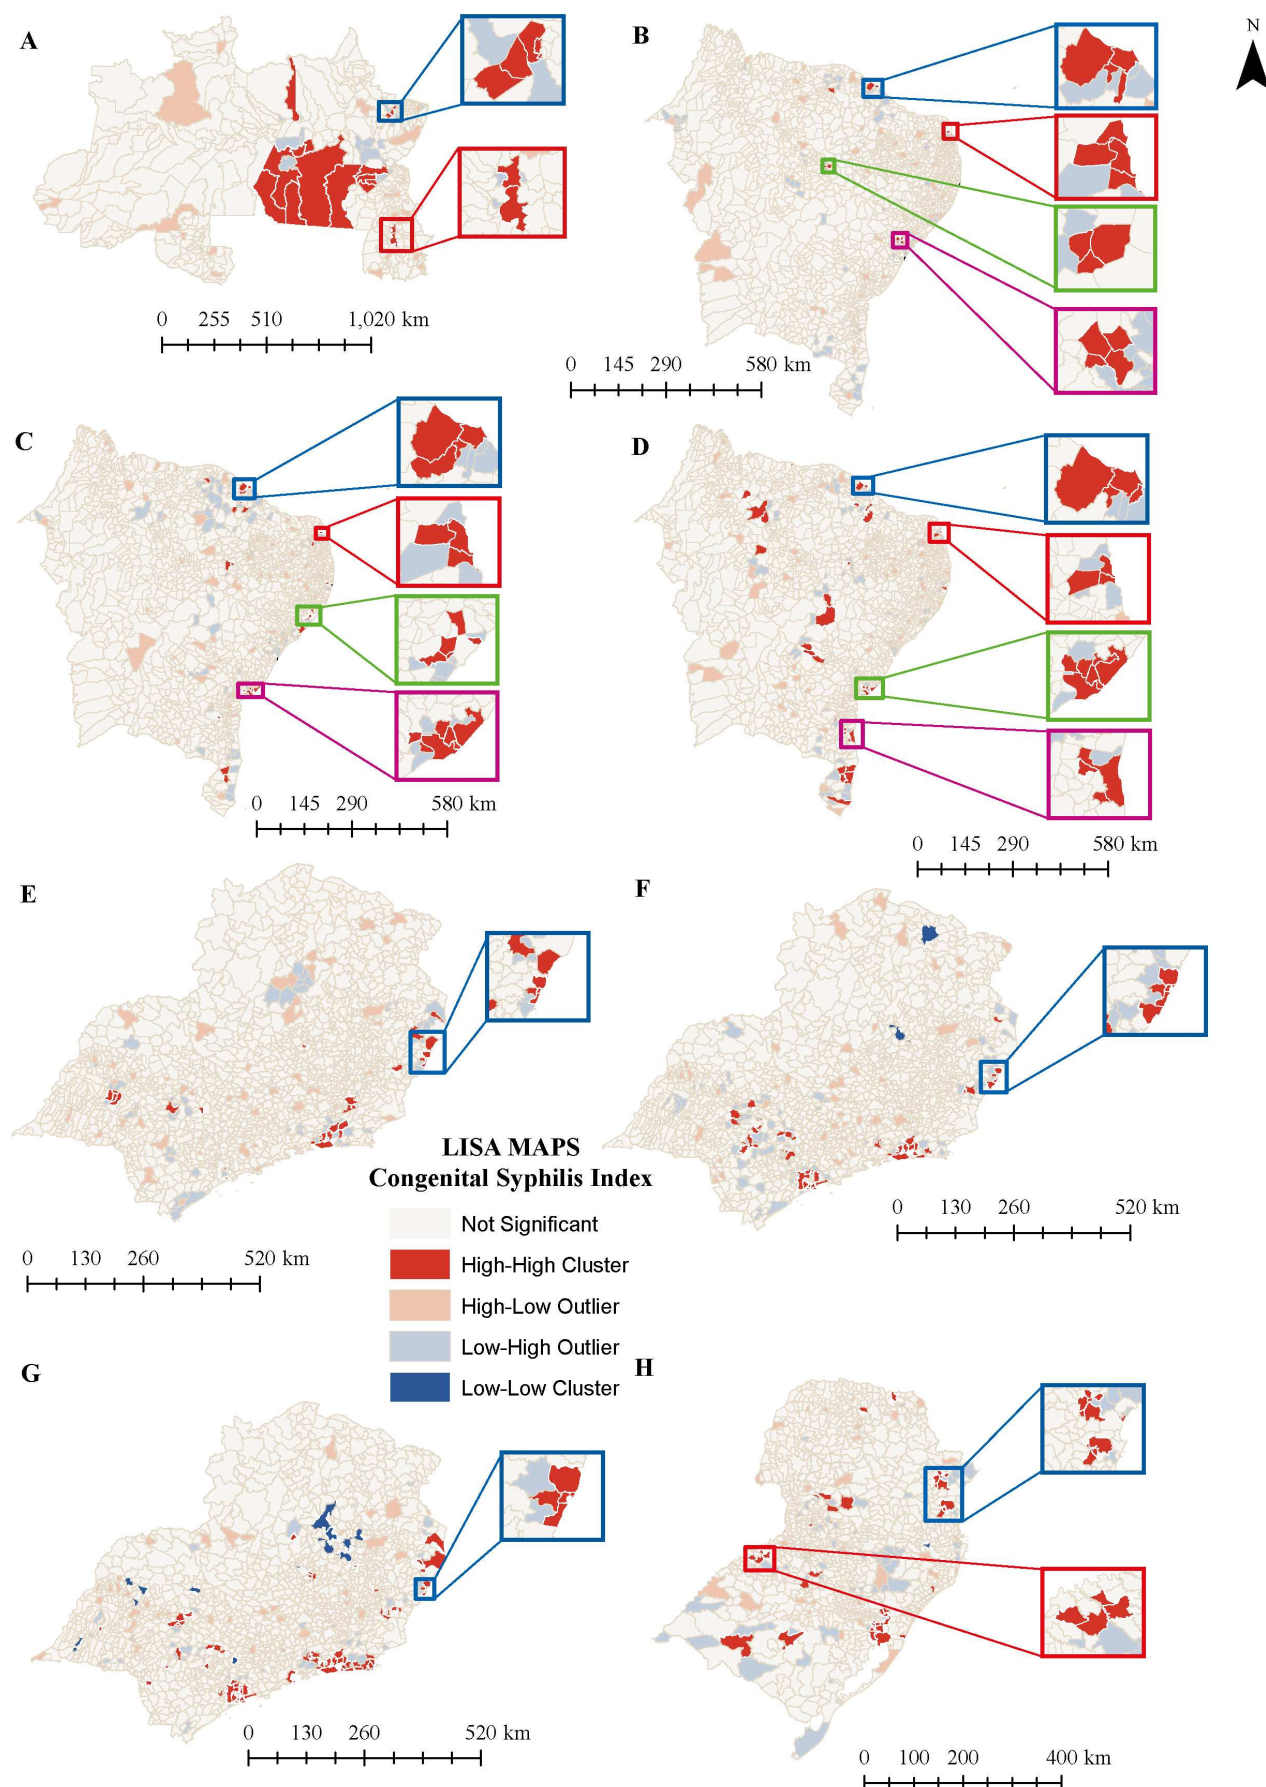 A
B
N
0 255 510 1,020 km
0 145 290 580 km
C
D
0 145 290 580 km
0 145 290 580 km
E
F
LISA MAPS
Congenital Syphilis Index
Not Significant
High-High Cluster
High-Low Outlier
Low-High Outlier
Low-Low Cluster
0 130 260 520 km
0 130 260 520 km
G
H
0 130 260 520 km
0 100 200 400 km